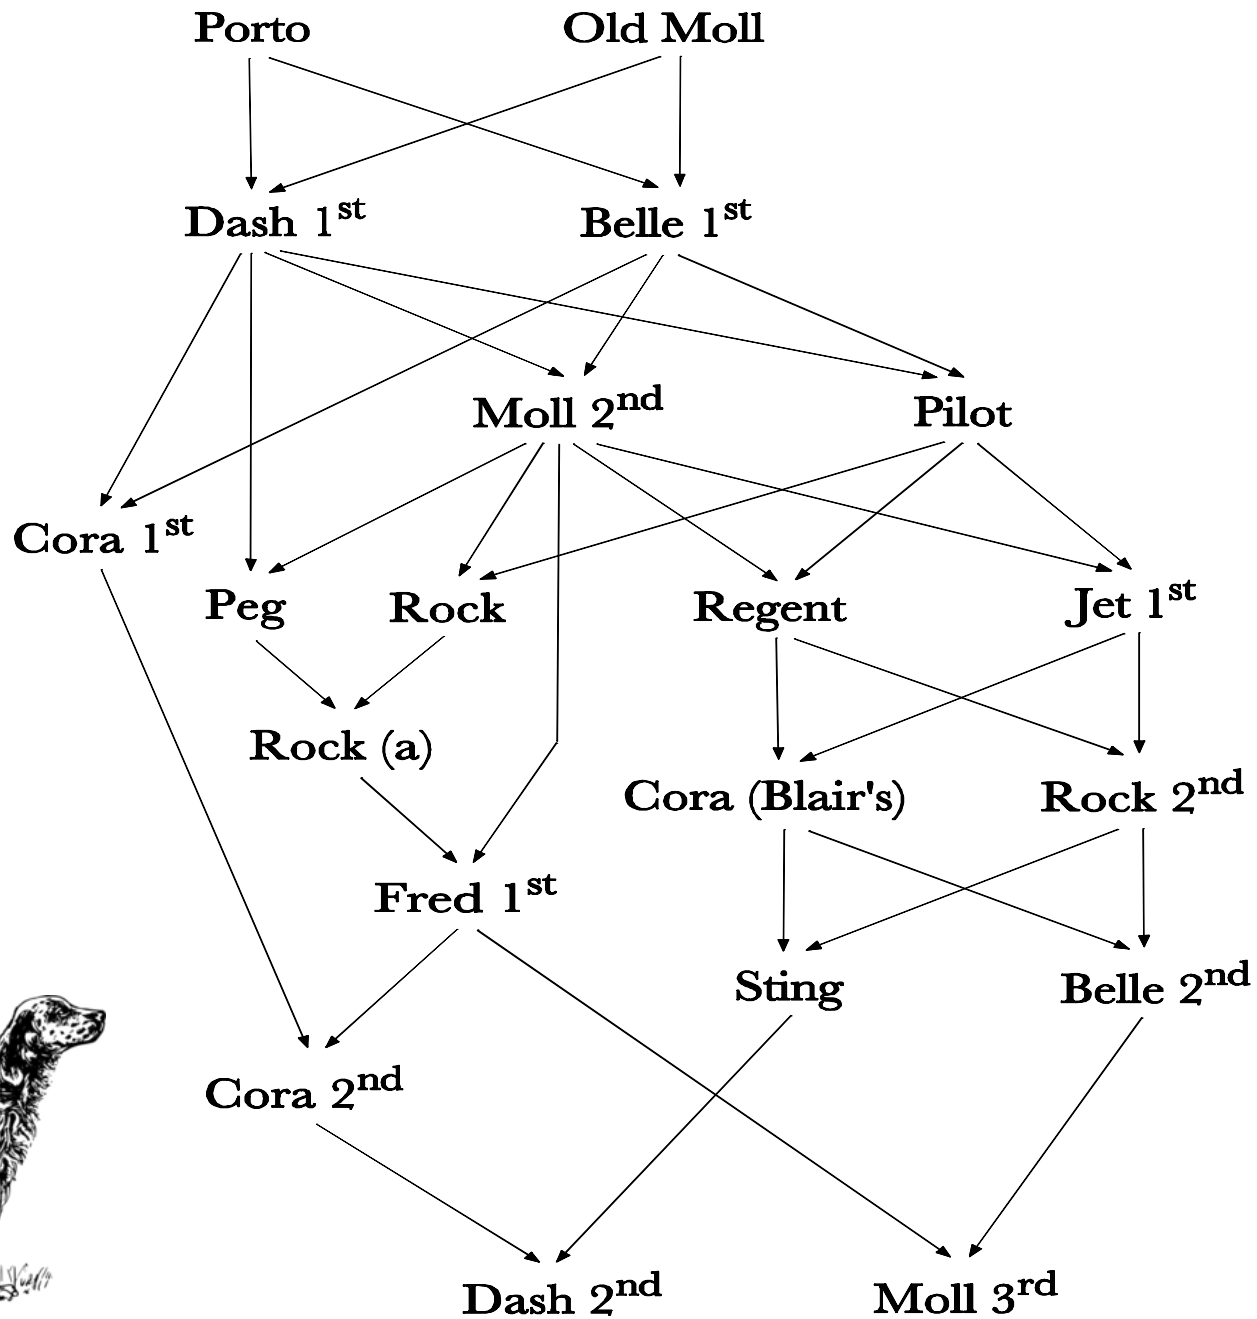 Porto Old Moll
Dash 1st Belle 1st
Moll 2nd Pilot
Cora 1st
Peg Rock Regent Jet 1st
Rock (a)
Cora (Blair's) Rock 2nd
Fred 1st
Sting Belle 2nd
Cora 2nd
Dash 2nd Moll 3rd